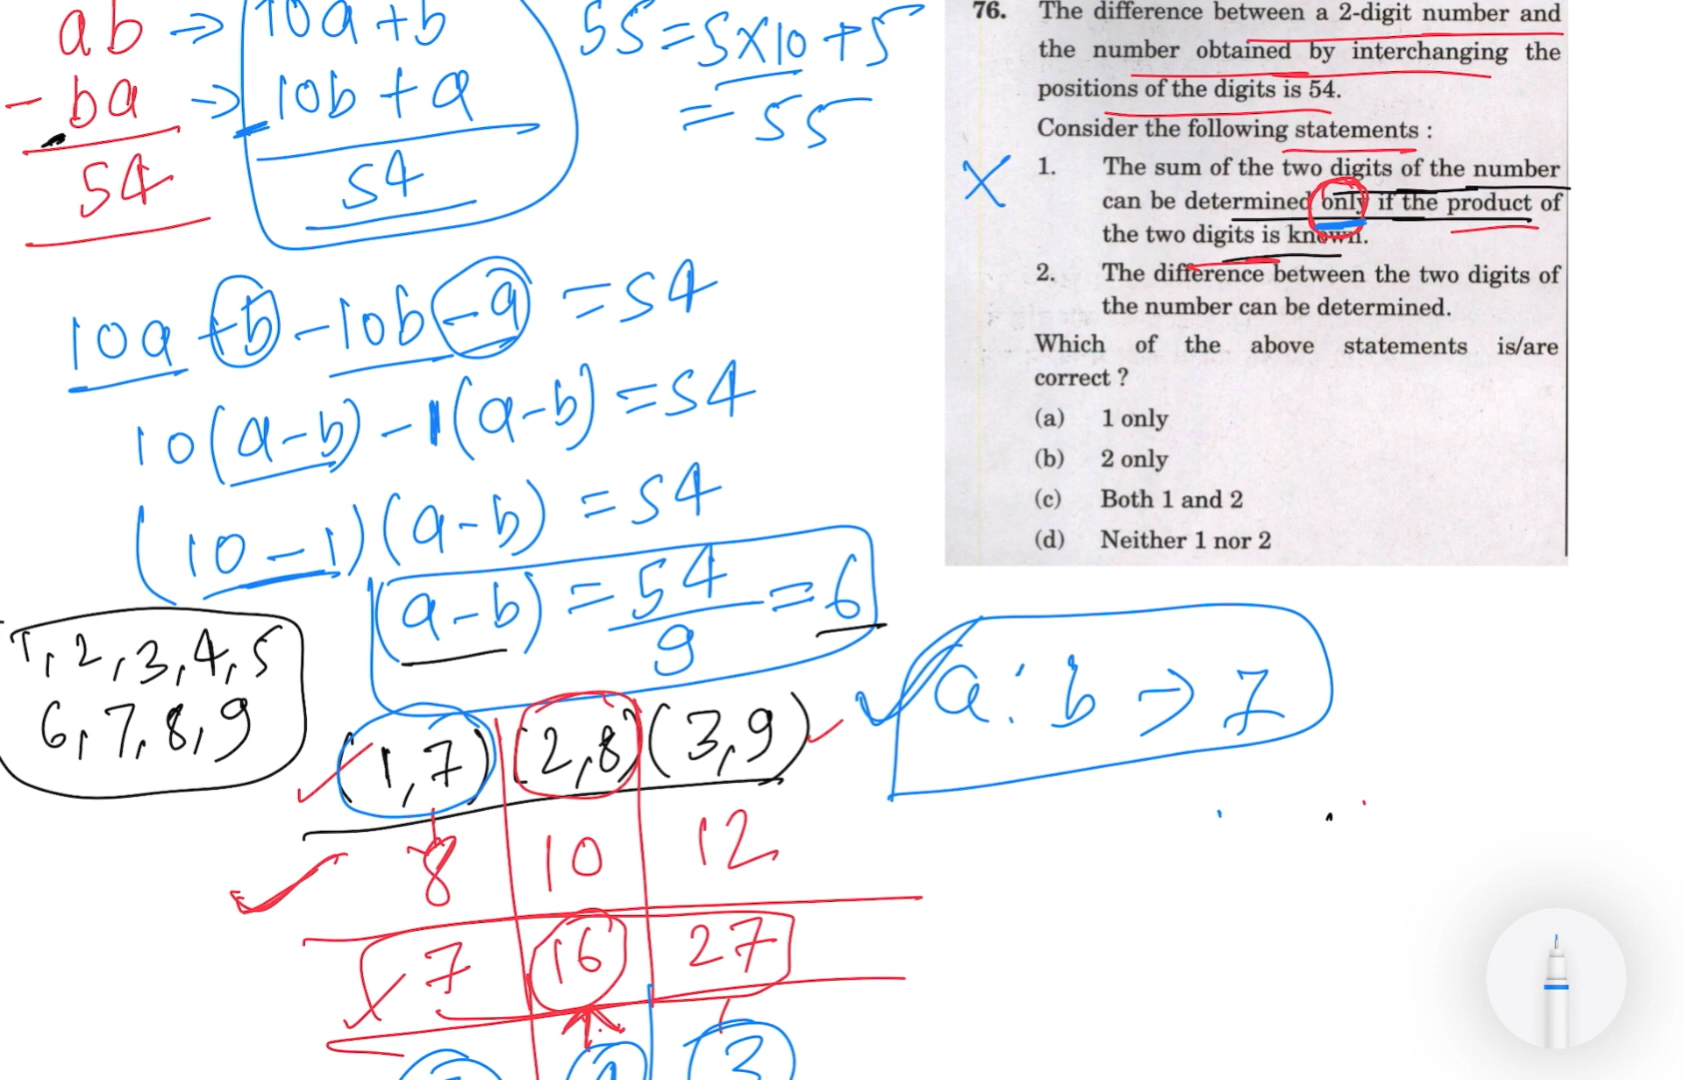 ab → 10a+b
- ba → 10b+a
54
54
55=5×10+5
=55
10a+b-10b-a=54
10(a-b)-1(a-b)=54
(10-1)(a-b)=54
(a-b)=54/9=6
1,2,3,4,5
6,7,8,9
(1,7)(2,8)(3,9)
a:b→7
8 10 12
7 16 27
3
76. The difference between a 2-digit number and
the number obtained by interchanging the
positions of the digits is 54.
Consider the following statements :
X
1. The sum of the two digits of the number
can be determined only if the product of
the two digits is known.
2. The difference between the two digits of
the number can be determined.
Which of the above statements is/are
correct ?
(a) 1 only
(b) 2 only
(c) Both 1 and 2
(d) Neither 1 nor 2